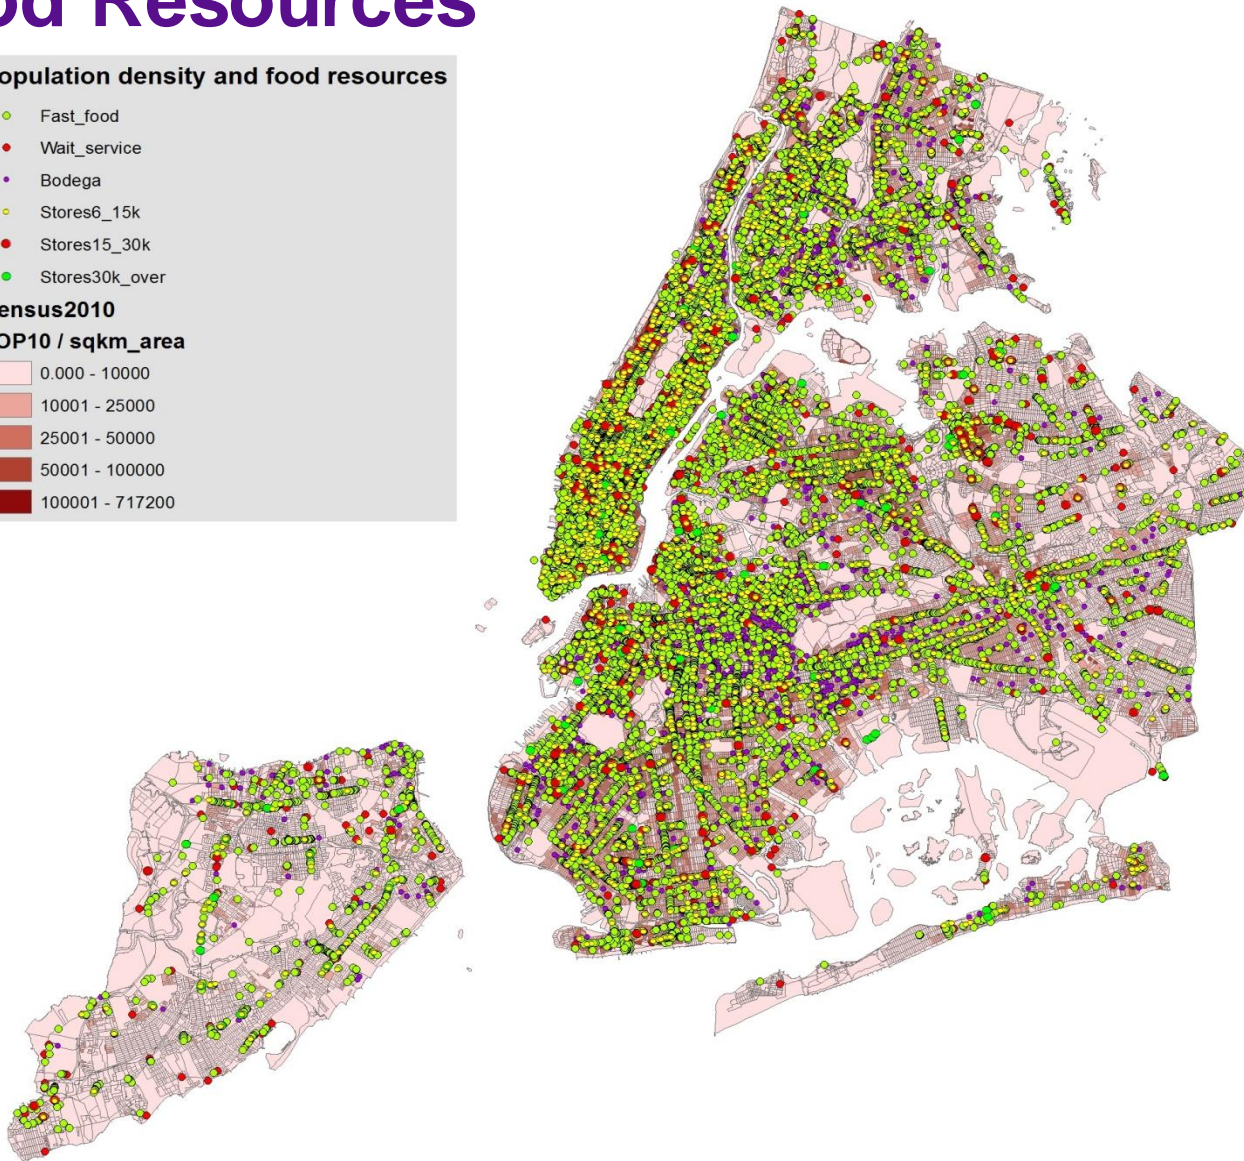 od Resources
opulation density and food resources
Fast_food
Wait_service
Bodega
Stores6_15k
Stores15_30k
Stores30k_over
ensus2010
OP10 / sqkm_area
0.000 - 10000
10001 - 25000
25001 - 50000
50001 - 100000
100001 - 717200